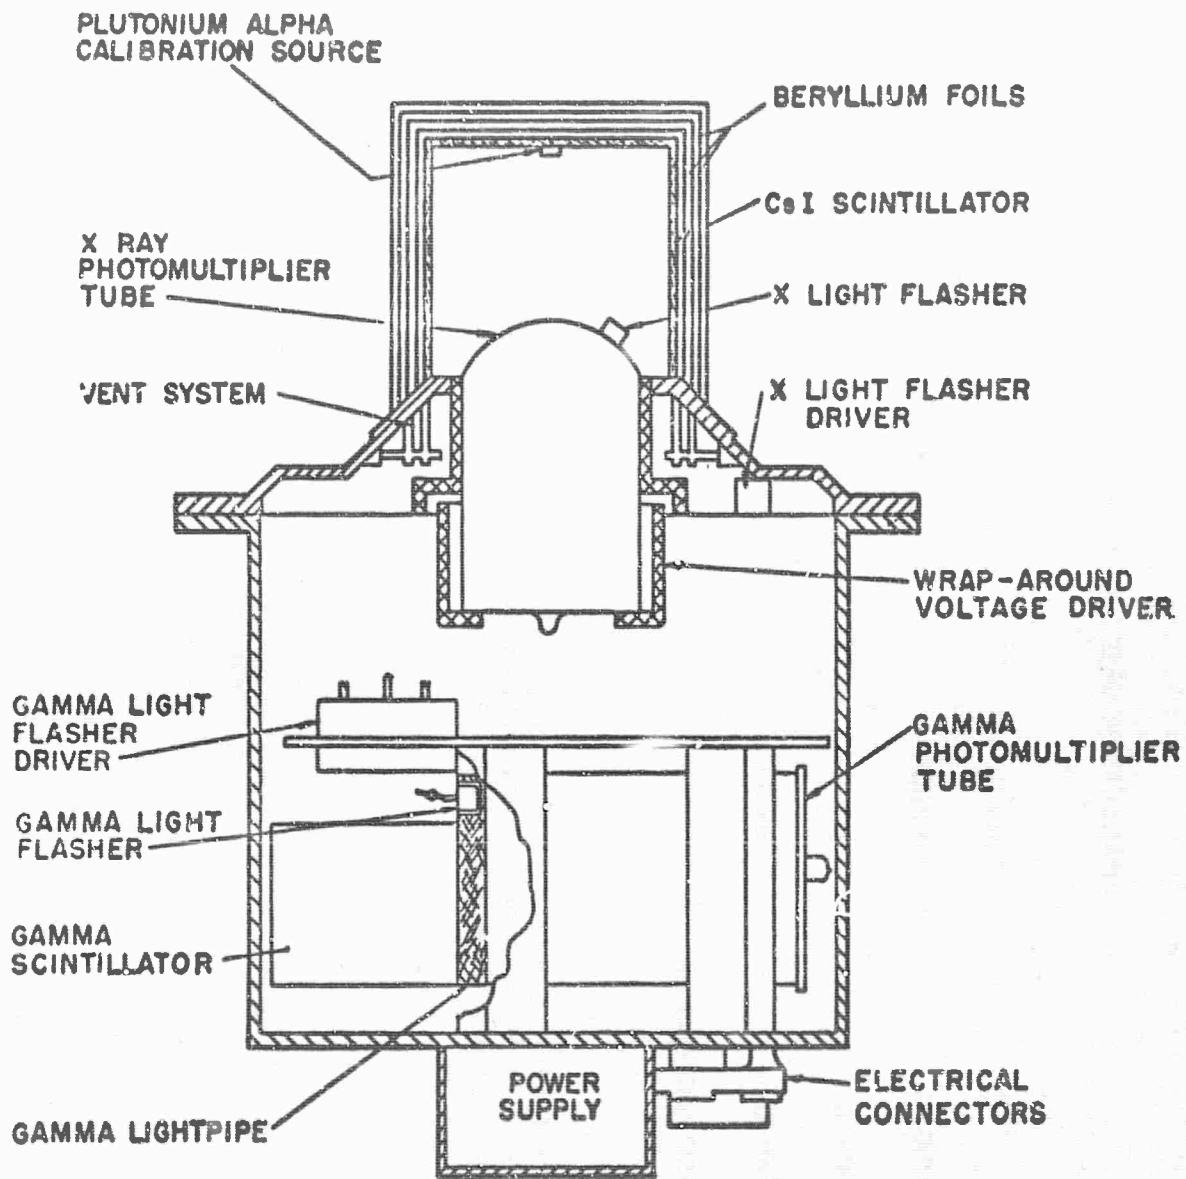 PLUTONIUM ALPHA
CALIBRATION SOURCE
BERYLLIUM FOILS
CsI SCINTILLATOR
X RAY
PHOTOMULTIPLIER
TUBE
X LIGHT FLASHER
VENT SYSTEM
X LIGHT FLASHER
DRIVER
WRAP-AROUND
VOLTAGE DRIVER
GAMMA LIGHT
FLASHER
DRIVER
GAMMA
PHOTOMULTIPLIER
TUBE
GAMMA LIGHT
FLASHER
GAMMA
SCINTILLATOR
POWER
SUPPLY
ELECTRICAL
CONNECTORS
GAMMA LIGHTPIPE